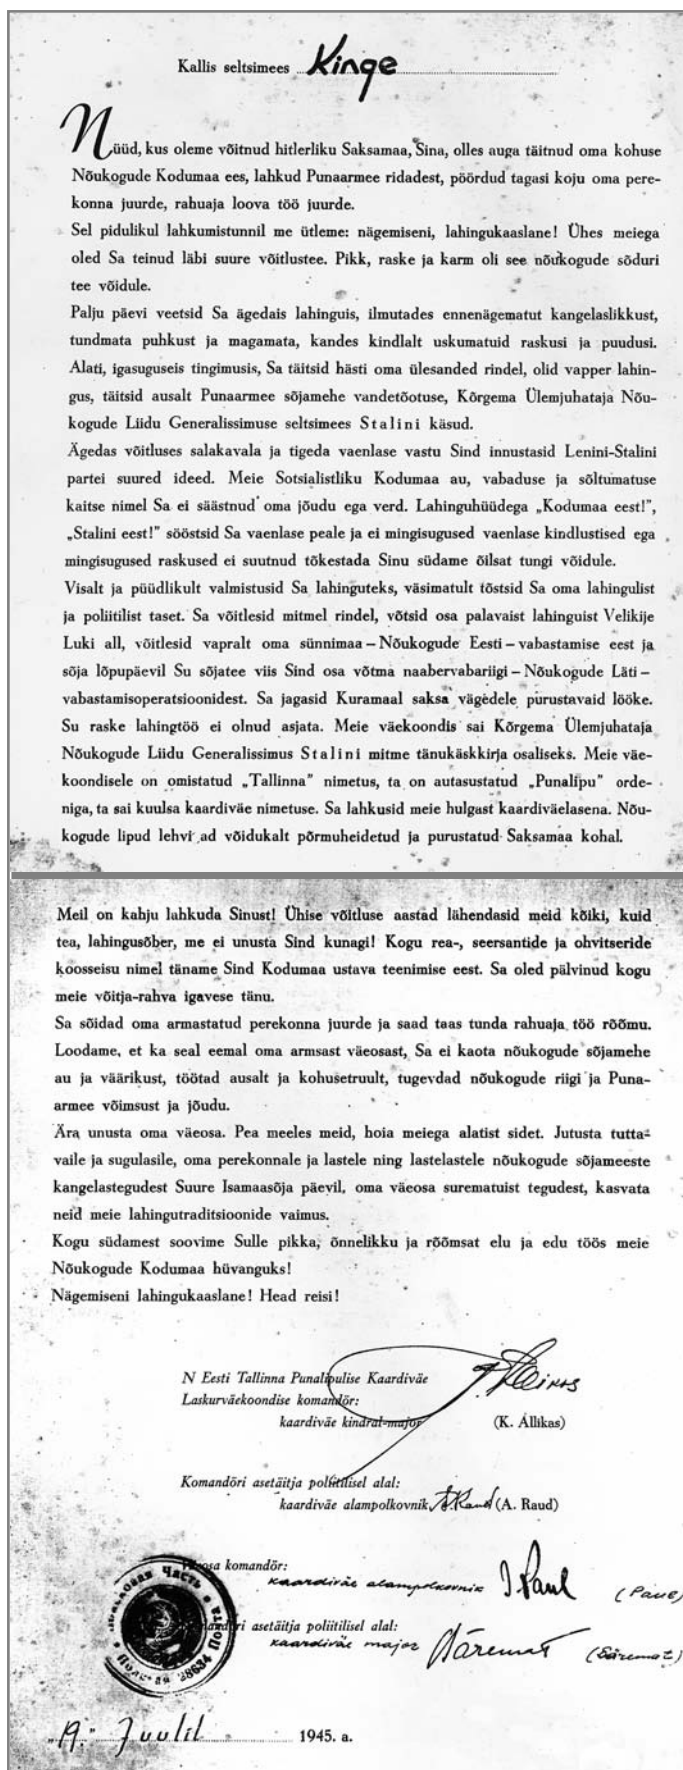 Kallis seltsimees Kinge
Nüüd, kus oleme võitnud hitlerliku Saksamaa, Sina, olles auga täitnud oma kohuse
Nõukogude Kodumaa ees, lahkud Punaarmee ridadest, pöördud tagasi koju oma pere-
konna juurde, rahuaja loova töö juurde.
Sel pidulikul lahkumistunnil me ütleme: nägemiseni, lahingukaaslane! Ühes meiega
oled Sa teinud läbi suure võitlustee. Pikk, raske ja karm oli see nõukogude sõduri
tee võidule.
Palju päevi veetsid Sa ägedais lahinguis, ilmutades ennenägematut kangelaslikkust,
tundmata puhkust ja magamata, kandes kindlalt uskumatuid raskusi ja puudusi.
Alati, igasuguseis tingimusis, Sa täitsid hästi oma ülesanded rindel, olid vapper lahin-
gus, täitsid ausalt Punaarmee sõjamehe vandetõotuse, Kõrgema Ülemjuhataja Nõu-
kogude Liidu Generalissimuse seltsimees Stalini käsud.
Ägedas võitluses salakavala ja tigeda vaenlase vastu Sind innustasid Lenini-Stalini
partei suured ideed. Meie Sotsialistliku Kodumaa au, vabaduse ja sõltumatuse
kaitse nimel Sa ei säästnud oma jõudu ega verd. Lahinguhüüdega „Kodumaa eest!”,
„Stalini eest!” sööstsid Sa vaenlase peale ja ei mingisugused vaenlase kindlustised ega
mingisugused raskused ei suutnud tõkestada Sinu südame õilsat tungi võidule.
Visalt ja püüdlikult valmistusid Sa lahinguteks, väsimatult tõstsid Sa oma lahingulist
ja poliitilist taset. Sa võitlesid mitmel rindel, võtsid osa palavaist lahinguist Velikije
Luki all, võitlesid vapralt oma sünnimaa – Nõukogude Eesti – vabastamise eest ja
sõja lõpupäevil Su sõjatee viis Sind osa võtma naabervabariigi – Nõukogude Läti –
vabastamisoperatsioonidest. Sa jagasid Kuramaal saksa vägedele purustavaid lööke.
Su raske lahingtöö ei olnud asjata. Meie väekoondis sai Kõrgema Ülemjuhataja
Nõukogude Liidu Generalissimus Stalini mitme tänukäskkirja osaliseks. Meie väe-
koondisele on omistatud „Tallinna” nimetus, ta on autasustatud „Punalipu” orde-
niga, ta sai kuulsa kaardiväe nimetuse. Sa lahkusid meie hulgast kaardiväelasena. Nõu-
kogude lipud lehvivad võidukalt põrmuheidetud ja purustatud Saksamaa kohal.
Meil on kahju lahkuda Sinust! Ühise võitluse aastad lähendasid meid kõiki, kuid
tea, lahingusõber, me ei unusta Sind kunagi! Kogu rea-, seersantide ja ohvitseride
koosseisu nimel täname Sind Kodumaa ustava teenimise eest. Sa oled pälvinud kogu
meie võitja-rahva igavese tänu.
Sa sõidad oma armastatud perekonna juurde ja saad taas tunda rahuaja töö rõõmu.
Loodame, et ka seal eemal oma armsast väeosast, Sa ei kaota nõukogude sõjamehe
au ja väärikust, töötad ausalt ja kohusetruult, tugevdad nõukogude riigi ja Puna-
armee võimsust ja jõudu.
Ära unusta oma väeosa. Pea meeles meid, hoia meiega alatist sidet. Jutusta tutta-
vaile ja sugulasile, oma perekonnale ja lastele ning lastelastele nõukogude sõjameeste
kangelastegudest Suure Isamaasõja päevil, oma väeosa surematuist tegudest, kasvata
neid meie lahingutraditsioonide vaimus.
Kogu südamest soovime Sulle pikka, õnnelikku ja rõõmsat elu ja edu töös meie
Nõukogude Kodumaa hüvanguks!
Nägemiseni lahingukaaslane! Head reisi!
N Eesti Tallinna Punalipulise Kaardiväe
Laskurväekoondise komandör:
kaardiväe kindral-major (K. Allikas)
Komandöri asetäitja poliitilisel alal:
kaardiväe alampolkovnik A. Raud (A. Raud)
Väeosa komandör:
kaardiväe alampolkovnik J. Paul (Paul)
Komandöri asetäitja poliitilisel alal:
kaardiväe major Säremat (Säremat)
Часть
Полевая Почта 28634
„19.” Juulil 1945. a.